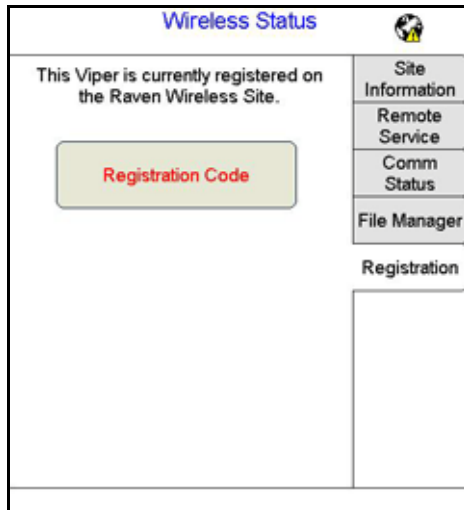 Wireless Status
This Viper is currently registered on
the Raven Wireless Site.
Registration Code
Site
Information
Remote
Service
Comm
Status
File Manager
Registration